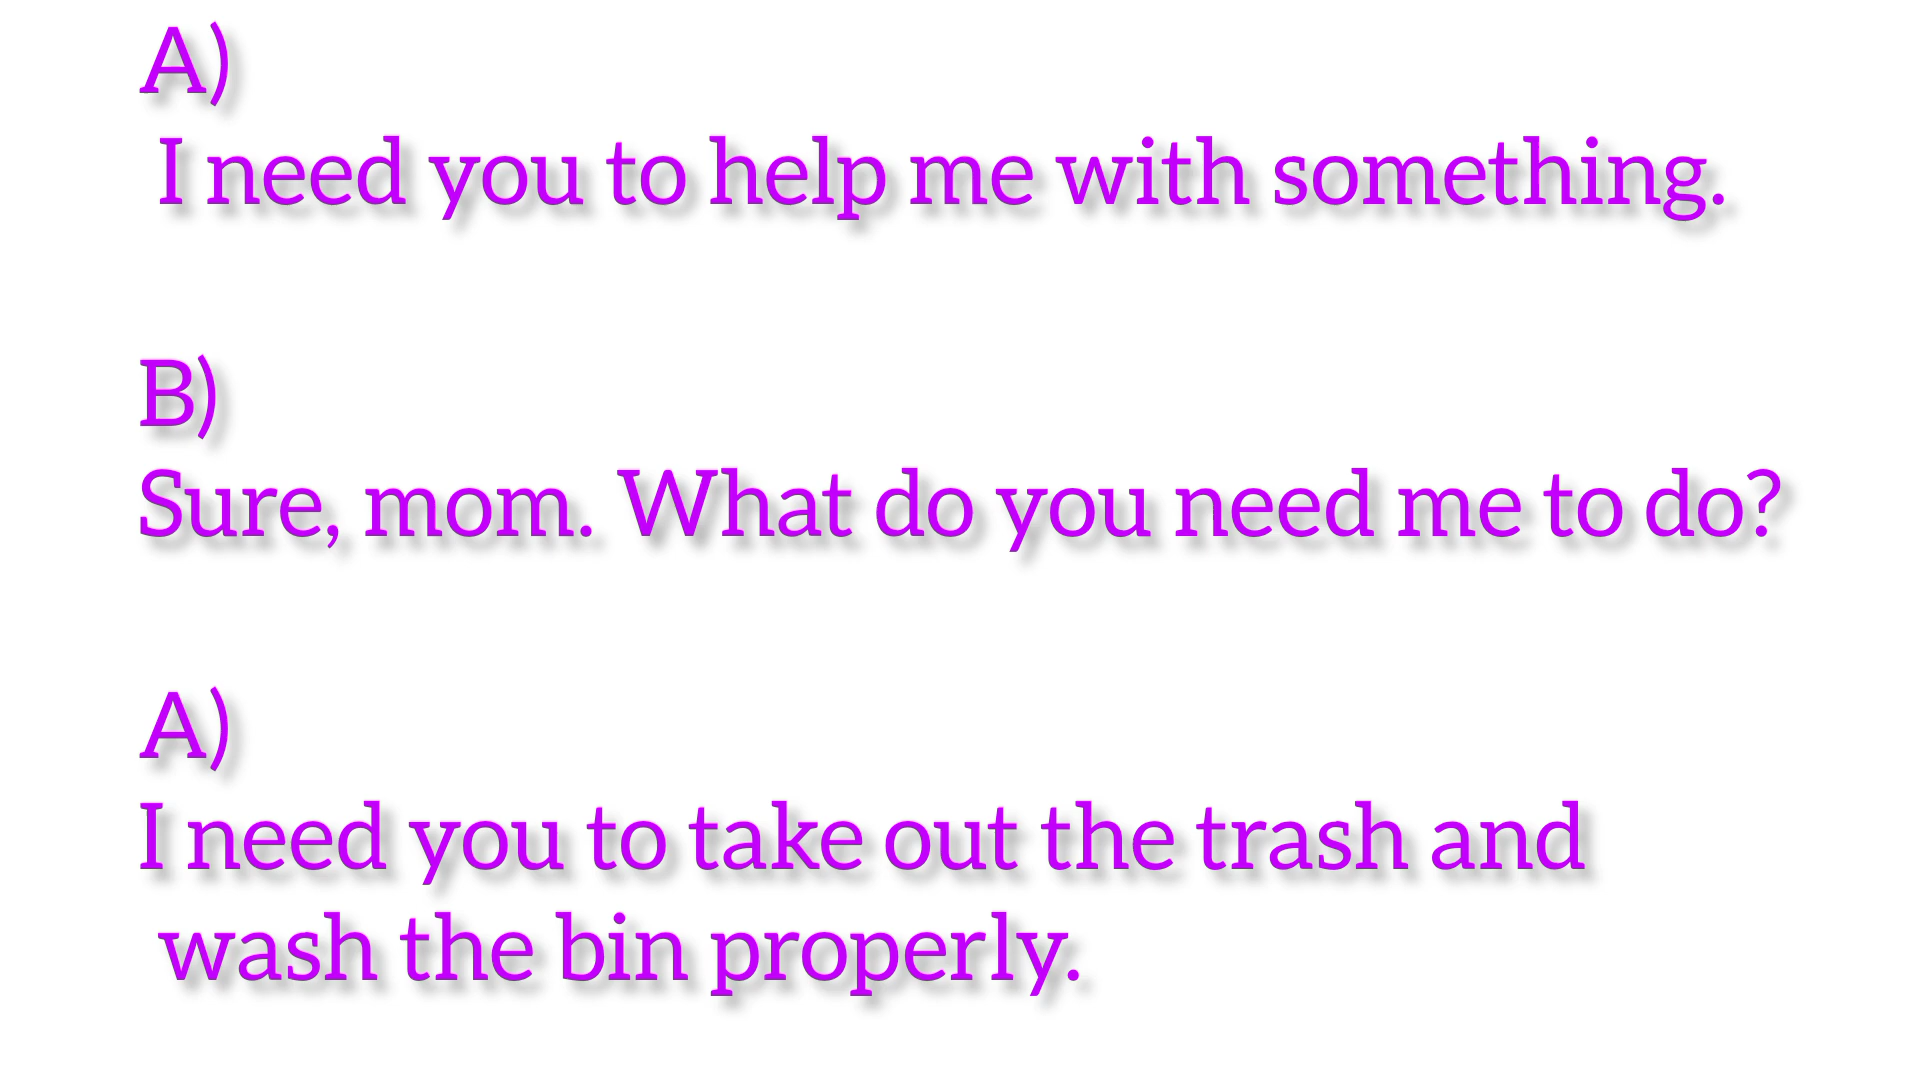 A)
I need you to help me with something.
B)
Sure, mom. What do you need me to do?
A)
I need you to take out the trash and
wash the bin properly.